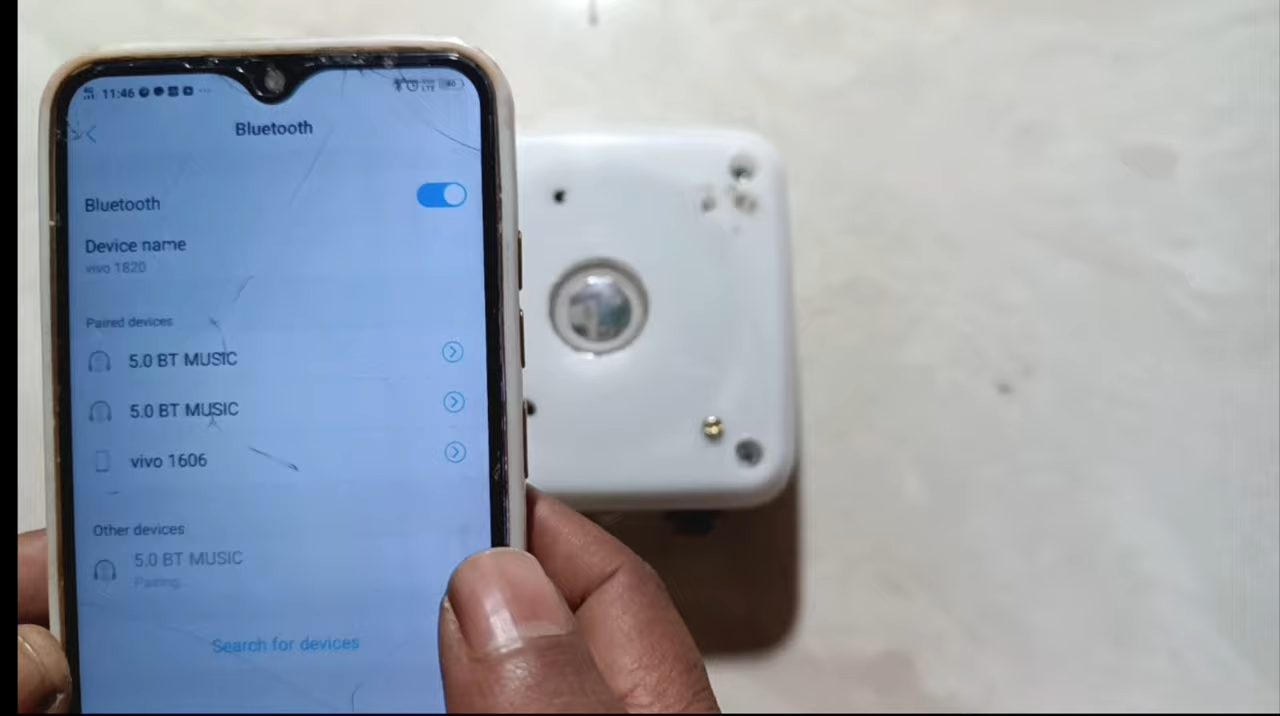 11:46
Bluetooth
Bluetooth
Device name
vivo 1820
Paired devices
5.0 BT MUSIC
5.0 BT MUSIC
vivo 1606
Other devices
5.0 BT MUSIC
Pairing...
Search for devices